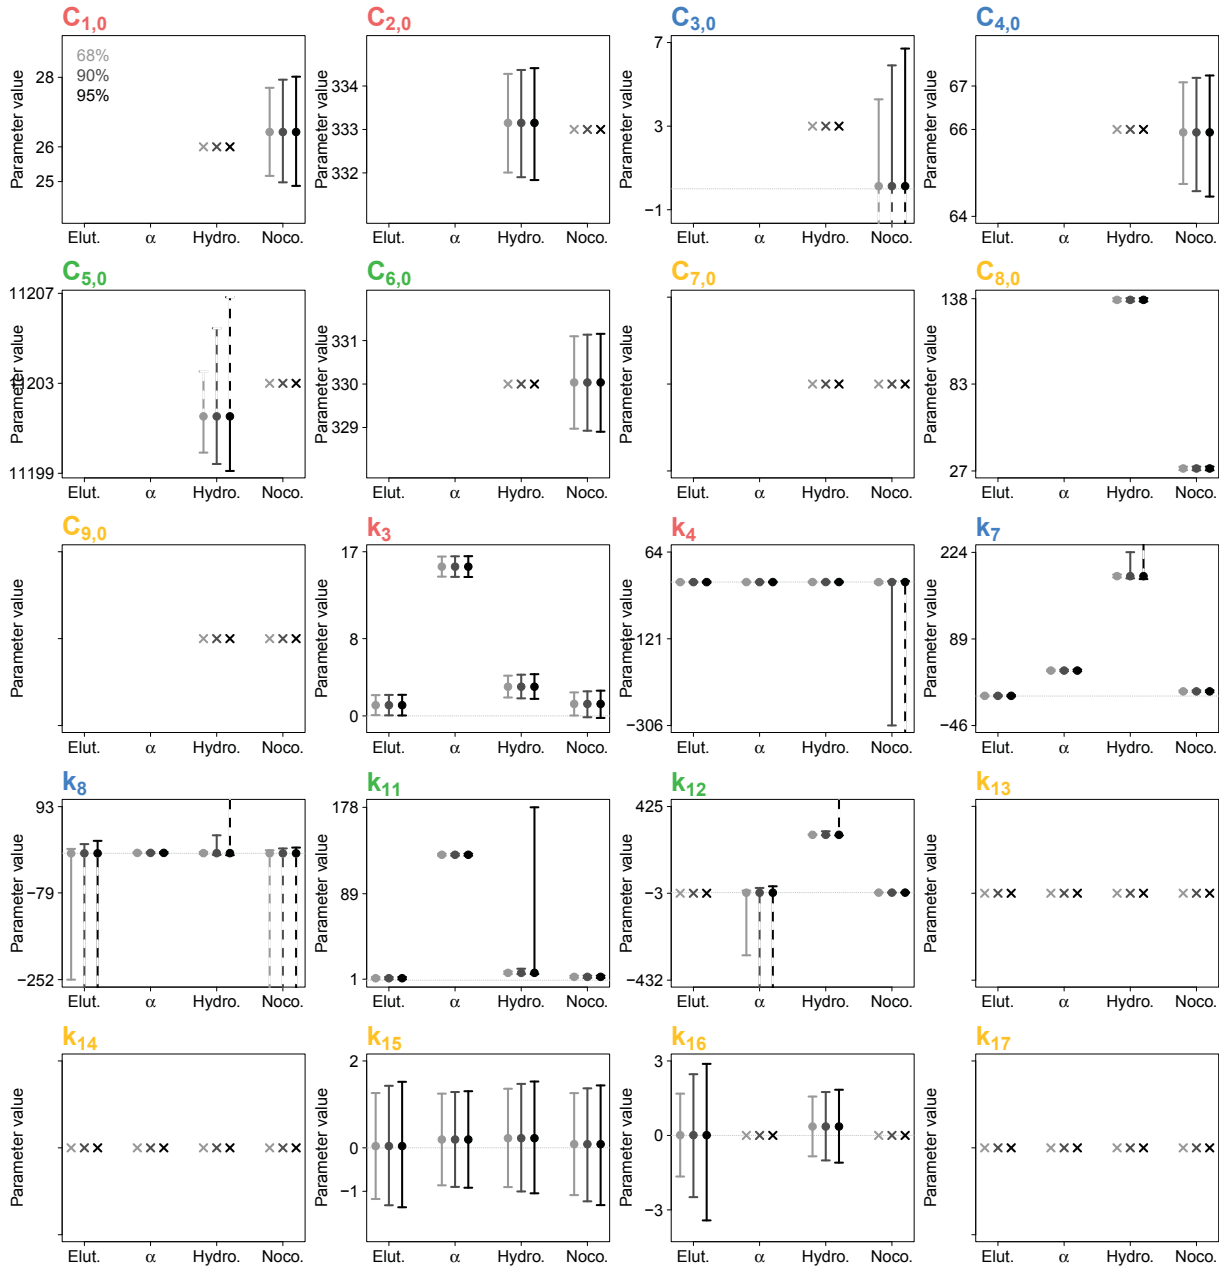 C1,0
28
26
25
Parameter value
68%
90%
95%
Elut. α Hydro. Noco.
C2,0
334
333
332
Parameter value
Elut. α Hydro. Noco.
C3,0
7
3
−1
Parameter value
Elut. α Hydro. Noco.
C4,0
67
66
64
Parameter value
Elut. α Hydro. Noco.
C5,0
11207
11203
11199
Parameter value
Elut. α Hydro. Noco.
C6,0
331
330
329
Parameter value
Elut. α Hydro. Noco.
C7,0
Parameter value
Elut. α Hydro. Noco.
C8,0
138
83
27
Parameter value
Elut. α Hydro. Noco.
C9,0
Parameter value
Elut. α Hydro. Noco.
k3
17
8
0
Parameter value
Elut. α Hydro. Noco.
k4
64
−121
−306
Parameter value
Elut. α Hydro. Noco.
k7
224
89
−46
Parameter value
Elut. α Hydro. Noco.
k8
93
−79
−252
Parameter value
Elut. α Hydro. Noco.
k11
178
89
1
Parameter value
Elut. α Hydro. Noco.
k12
425
−3
−432
Parameter value
Elut. α Hydro. Noco.
k13
Parameter value
Elut. α Hydro. Noco.
k14
Parameter value
Elut. α Hydro. Noco.
k15
2
0
−1
Parameter value
Elut. α Hydro. Noco.
k16
3
0
−3
Parameter value
Elut. α Hydro. Noco.
k17
Parameter value
Elut. α Hydro. Noco.